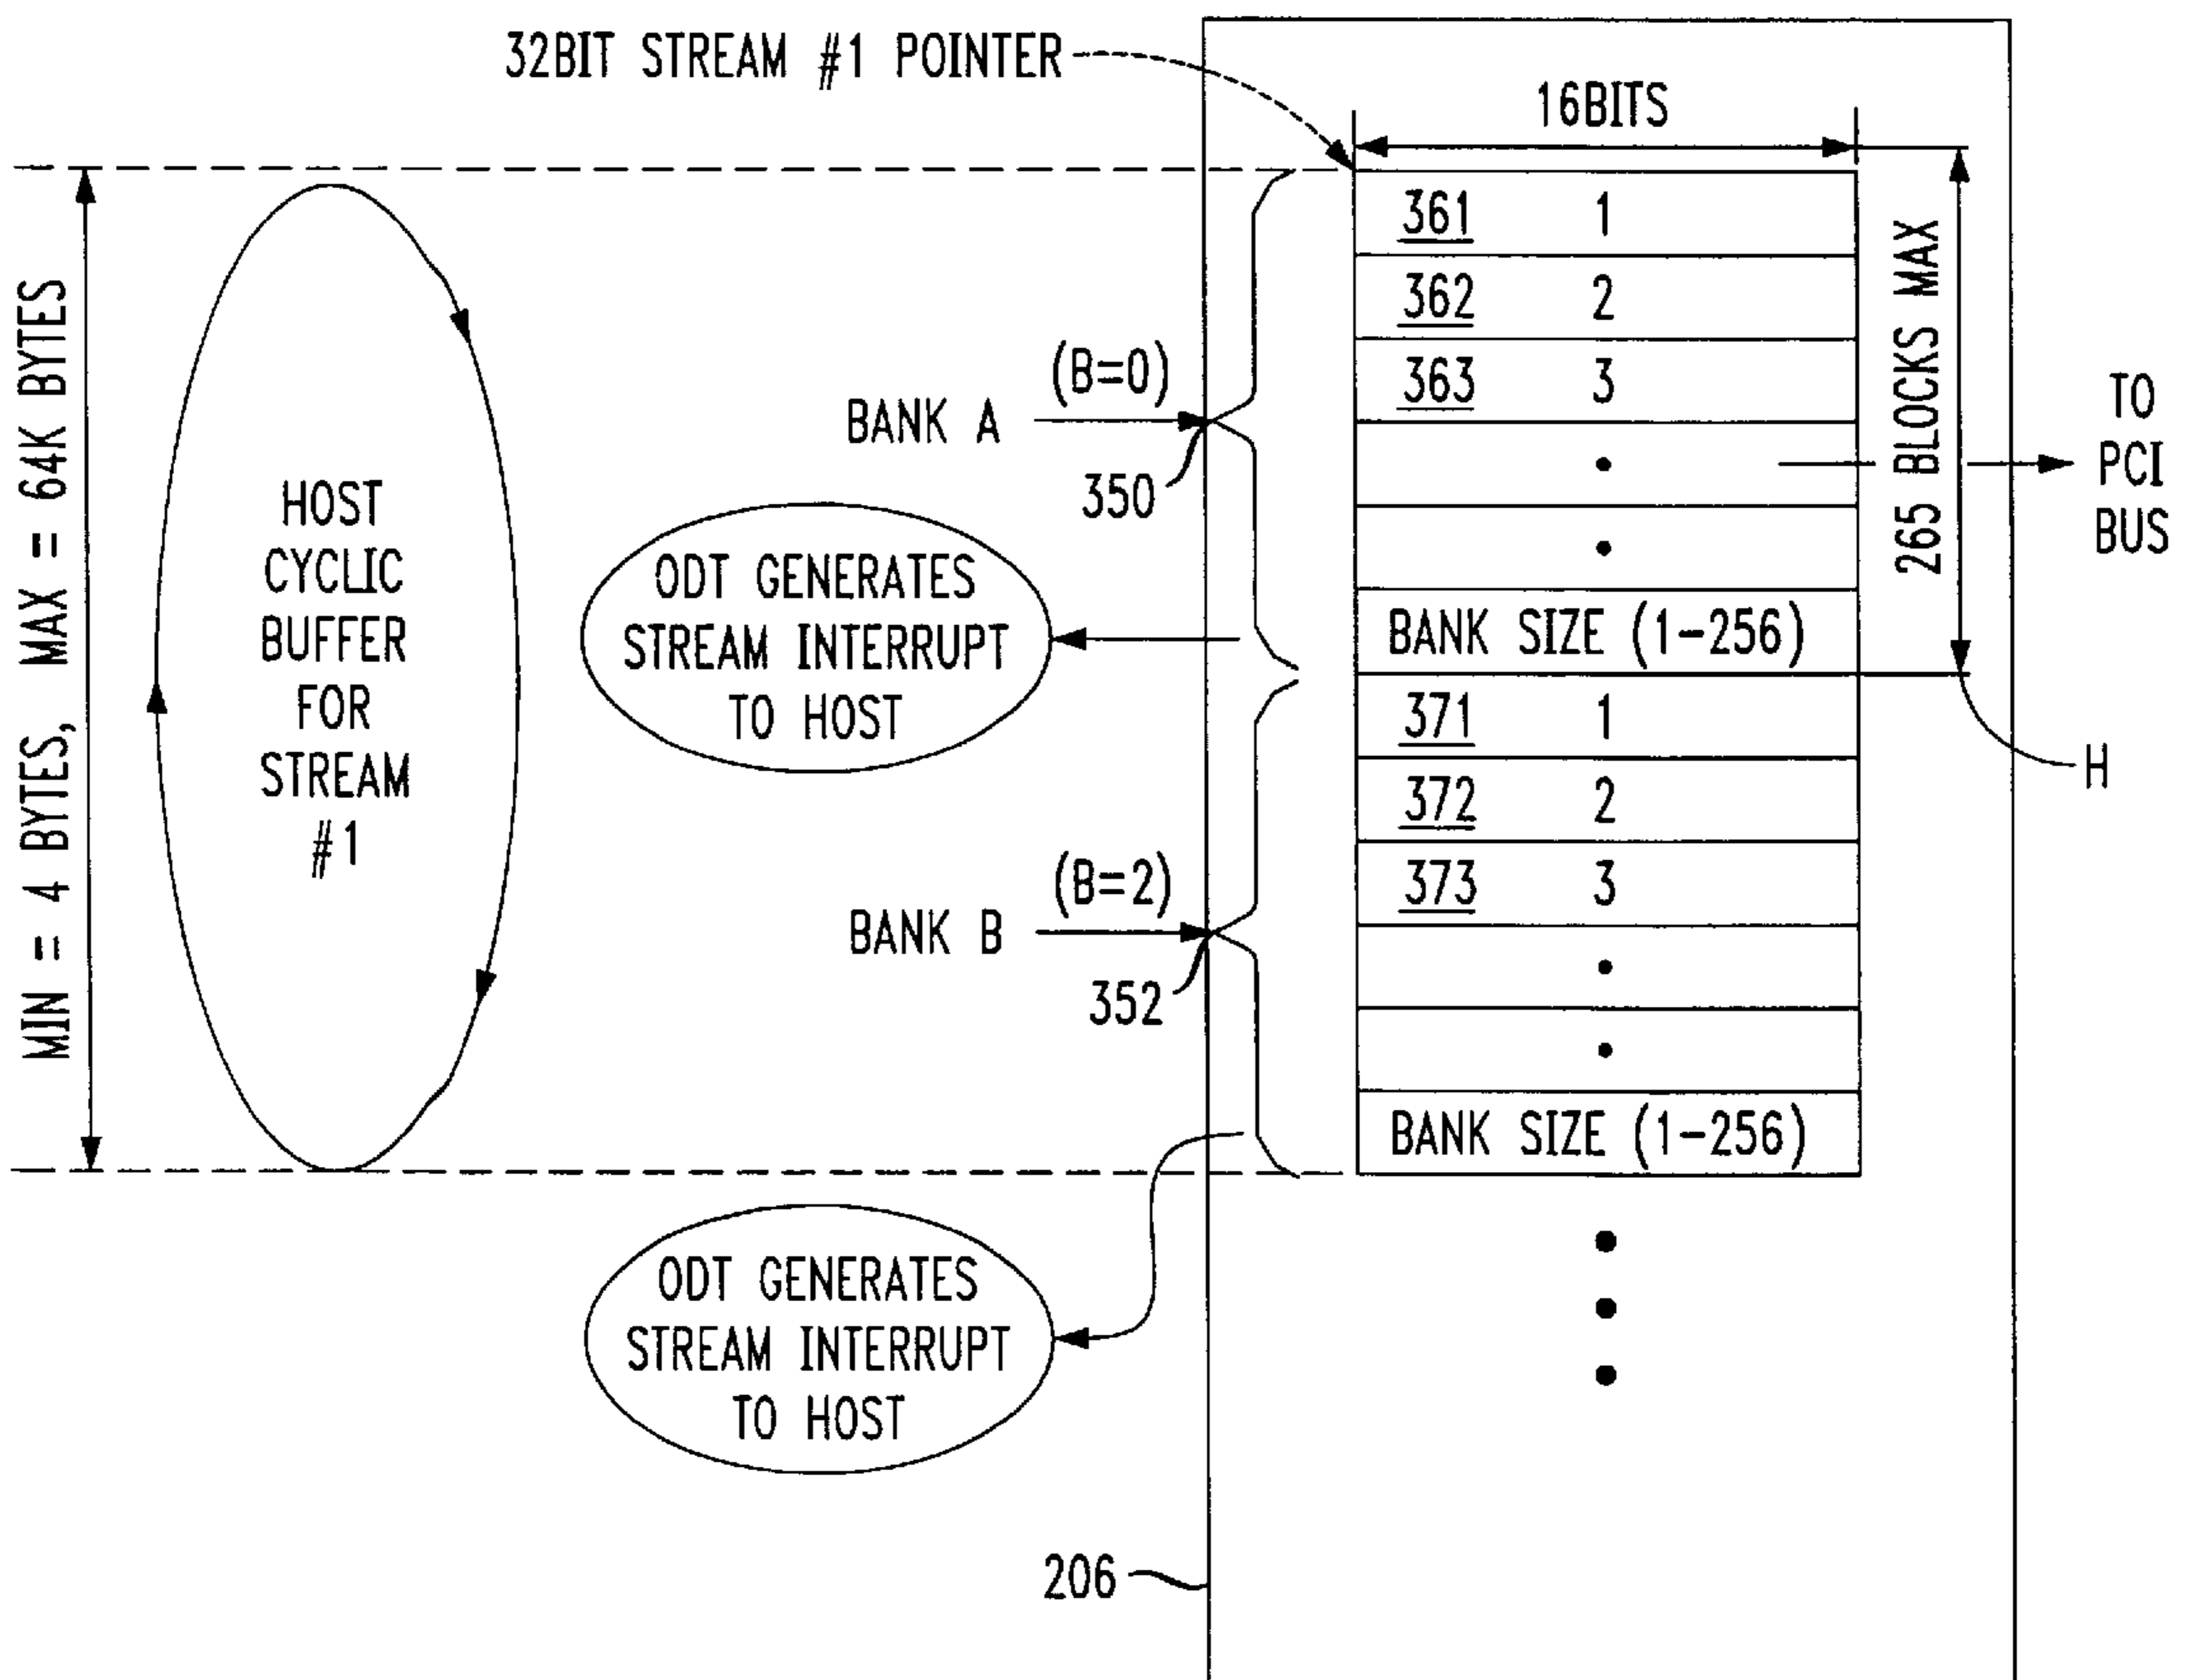 32BIT STREAM #1 POINTER
16BITS
MIN = 4 BYTES, MAX = 64K BYTES
HOST
CYCLIC
BUFFER
FOR
STREAM
#1
BANK A
(B=0)
350
ODT GENERATES
STREAM INTERRUPT
TO HOST
361 1
362 2
363 3
BANK SIZE (1-256)
265 BLOCKS MAX
TO
PCI
BUS
H
BANK B
(B=2)
352
371 1
372 2
373 3
BANK SIZE (1-256)
ODT GENERATES
STREAM INTERRUPT
TO HOST
206